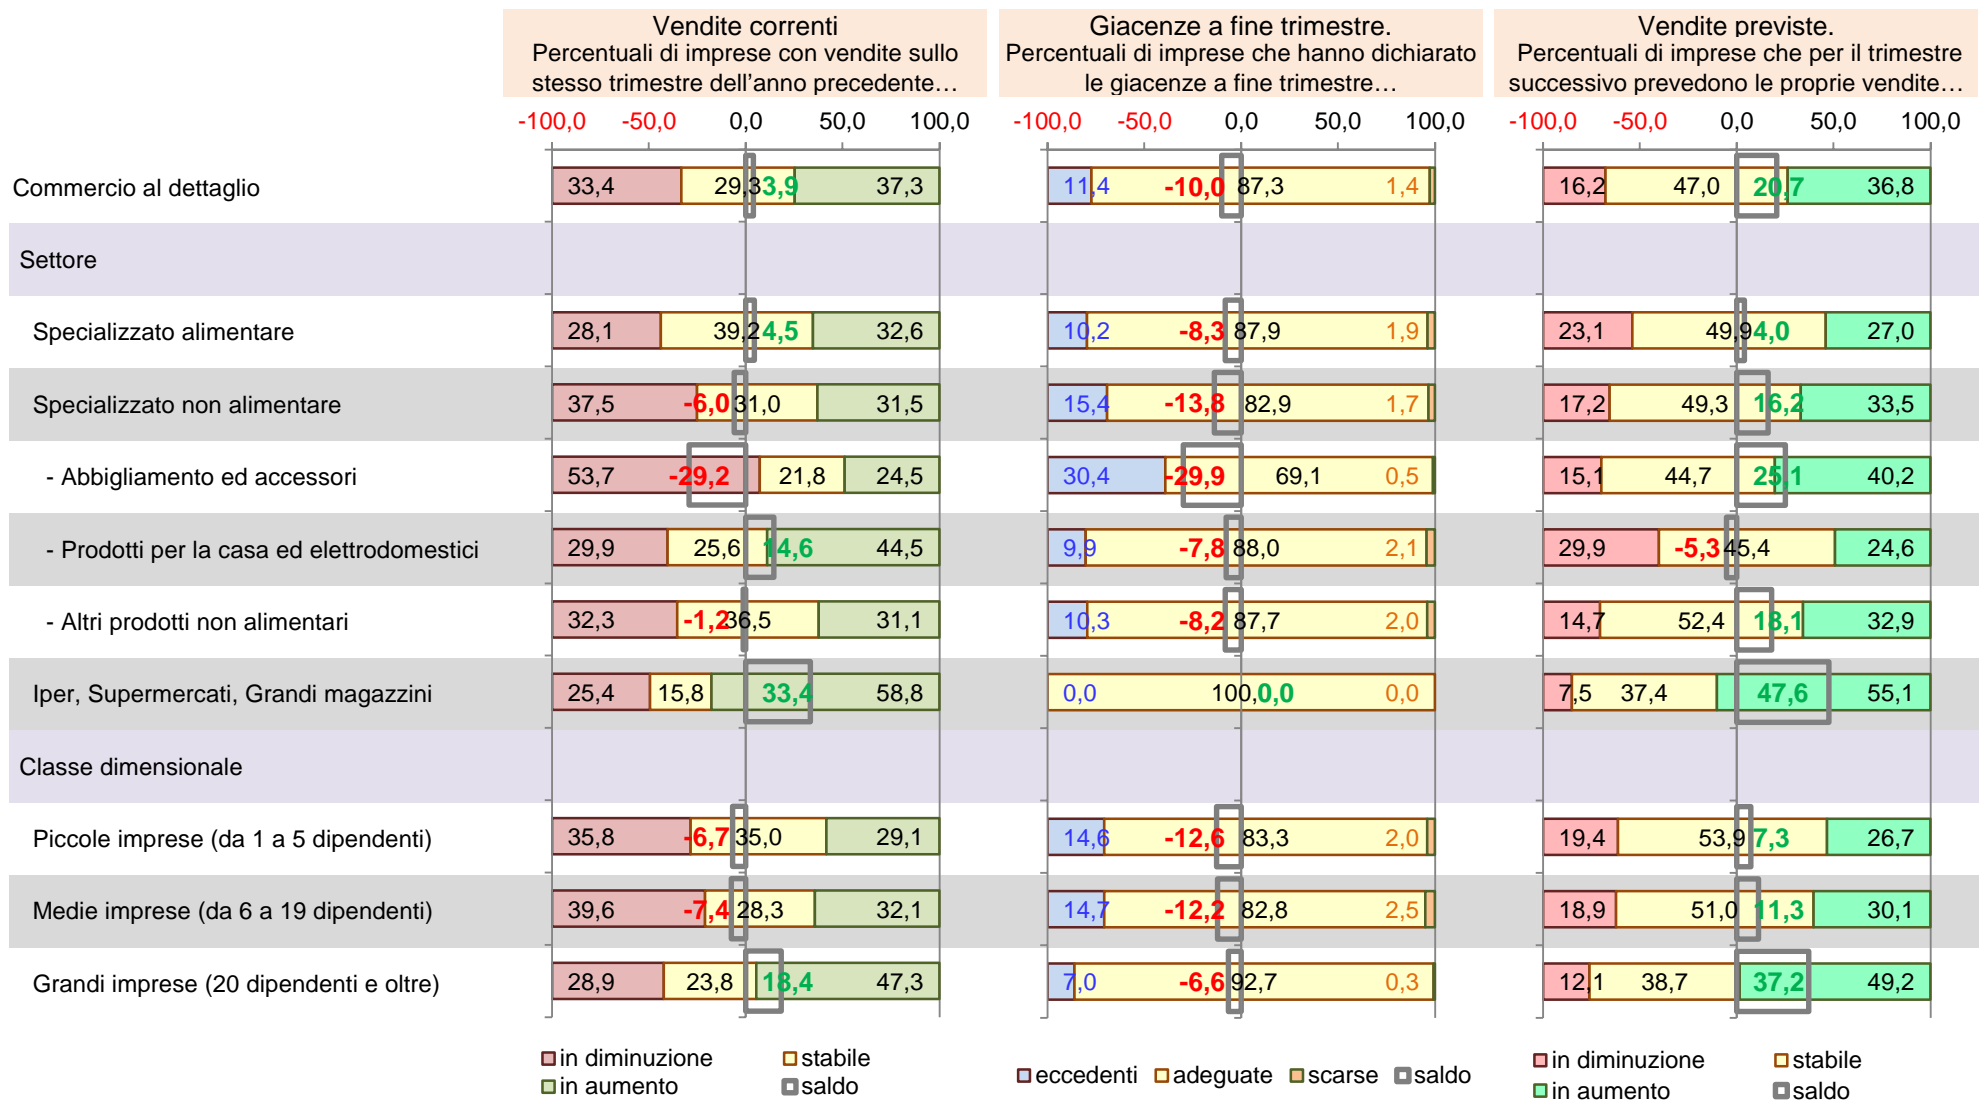 Vendite correnti
Percentuali di imprese con vendite sullo
stesso trimestre dell'anno precedente…
Giacenze a fine trimestre.
Percentuali di imprese che hanno dichiarato
le giacenze a fine trimestre…
Vendite previste.
Percentuali di imprese che per il trimestre
successivo prevedono le proprie vendite…
-100,0 -50,0 0,0 50,0 100,0 -100,0 -50,0 0,0 50,0 100,0 -100,0 -50,0 0,0 50,0 100,0
Commercio al dettaglio 33,4 29,3 3,9 37,3 11,4 -10,0 87,3 1,4 16,2 47,0 20,7 36,8
Settore
Specializzato alimentare 28,1 39,2 4,5 32,6 10,2 -8,3 87,9 1,9 23,1 49,9 4,0 27,0
Specializzato non alimentare 37,5 -6,0 31,0 31,5 15,4 -13,8 82,9 1,7 17,2 49,3 16,2 33,5
- Abbigliamento ed accessori 53,7 -29,2 21,8 24,5 30,4 -29,9 69,1 0,5 15,1 44,7 25,1 40,2
- Prodotti per la casa ed elettrodomestici 29,9 25,6 14,6 44,5 9,9 -7,8 88,0 2,1 29,9 -5,3 45,4 24,6
- Altri prodotti non alimentari 32,3 -1,2 36,5 31,1 10,3 -8,2 87,7 2,0 14,7 52,4 18,1 32,9
Iper, Supermercati, Grandi magazzini 25,4 15,8 33,4 58,8 0,0 100,0 0,0 0,0 7,5 37,4 47,6 55,1
Classe dimensionale
Piccole imprese (da 1 a 5 dipendenti) 35,8 -6,7 35,0 29,1 14,6 -12,6 83,3 2,0 19,4 53,9 7,3 26,7
Medie imprese (da 6 a 19 dipendenti) 39,6 -7,4 28,3 32,1 14,7 -12,2 82,8 2,5 18,9 51,0 11,3 30,1
Grandi imprese (20 dipendenti e oltre) 28,9 23,8 18,4 47,3 7,0 -6,6 92,7 0,3 12,1 38,7 37,2 49,2
in diminuzione stabile
in aumento saldo
eccedenti adeguate scarse saldo
in diminuzione stabile
in aumento saldo